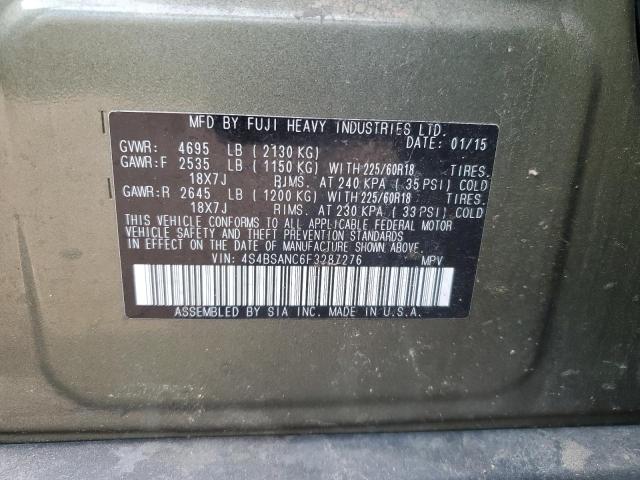 MFD BY FUJI HEAVY INDUSTRIES LTD.
DATE: 01/15
GVWR: 4695 LB ( 2130 KG)
GAWR:F 2535 LB ( 1150 KG) WITH 225/60R18 TIRES.
18X7J RIMS. AT 240 KPA ( 35 PSI) COLD
GAWR:R 2645 LB ( 1200 KG) WITH 225/60R18 TIRES.
18X7J RIMS. AT 230 KPA ( 33 PSI) COLD
THIS VEHICLE CONFORMS TO ALL APPLICABLE FEDERAL MOTOR
VEHICLE SAFETY AND THEFT PREVENTION STANDARDS
IN EFFECT ON THE DATE OF MANUFACTURE SHOWN ABOVE.
VIN: 4S4BSANC6F3287276 MPV
ASSEMBLED BY SIA INC. MADE IN U.S.A.